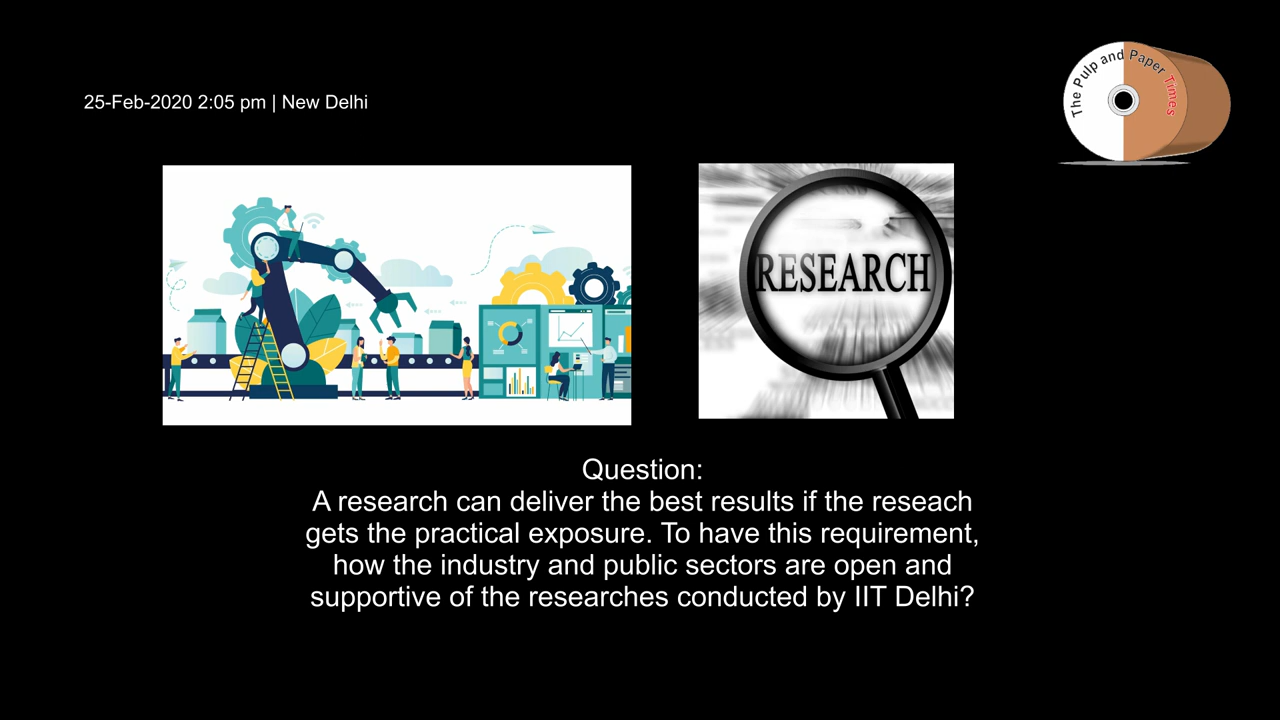 25-Feb-2020 2:05 pm | New Delhi
The Pulp and Paper Times
RESEARCH
Question:
A research can deliver the best results if the reseach
gets the practical exposure. To have this requirement,
how the industry and public sectors are open and
supportive of the researches conducted by IIT Delhi?